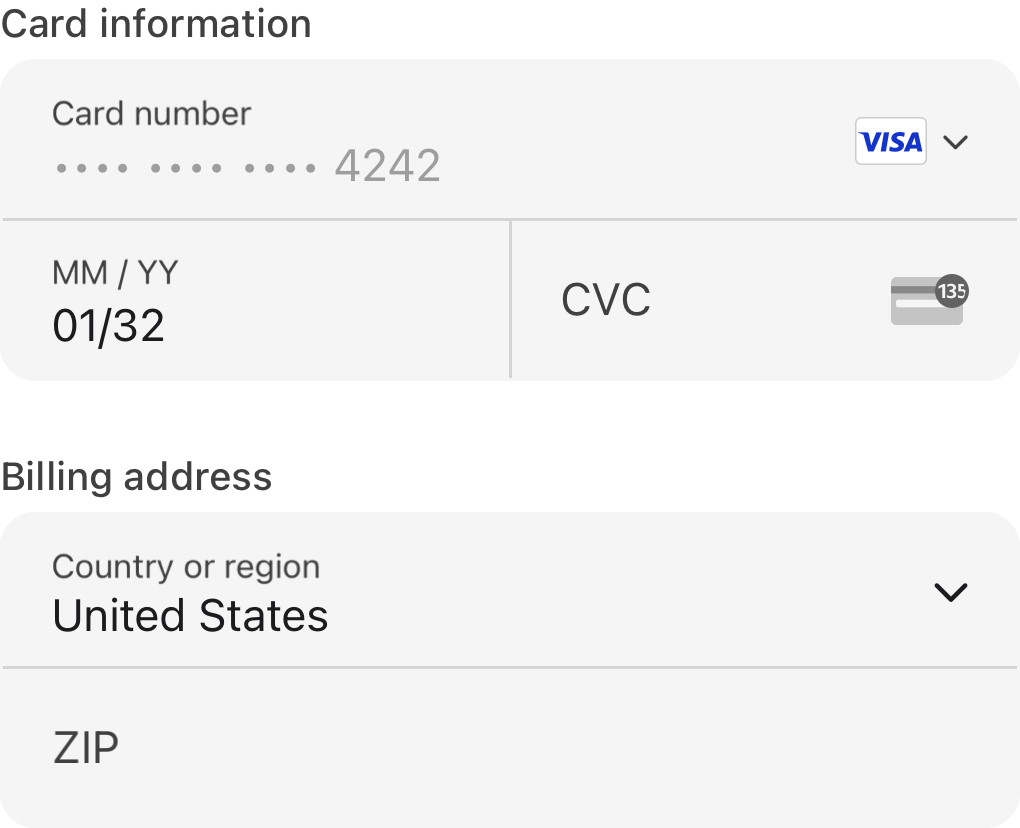 Card information
Card number
•••• •••• •••• 4242
VISA
MM / YY
01/32
CVC
135
Billing address
Country or region
United States
ZIP